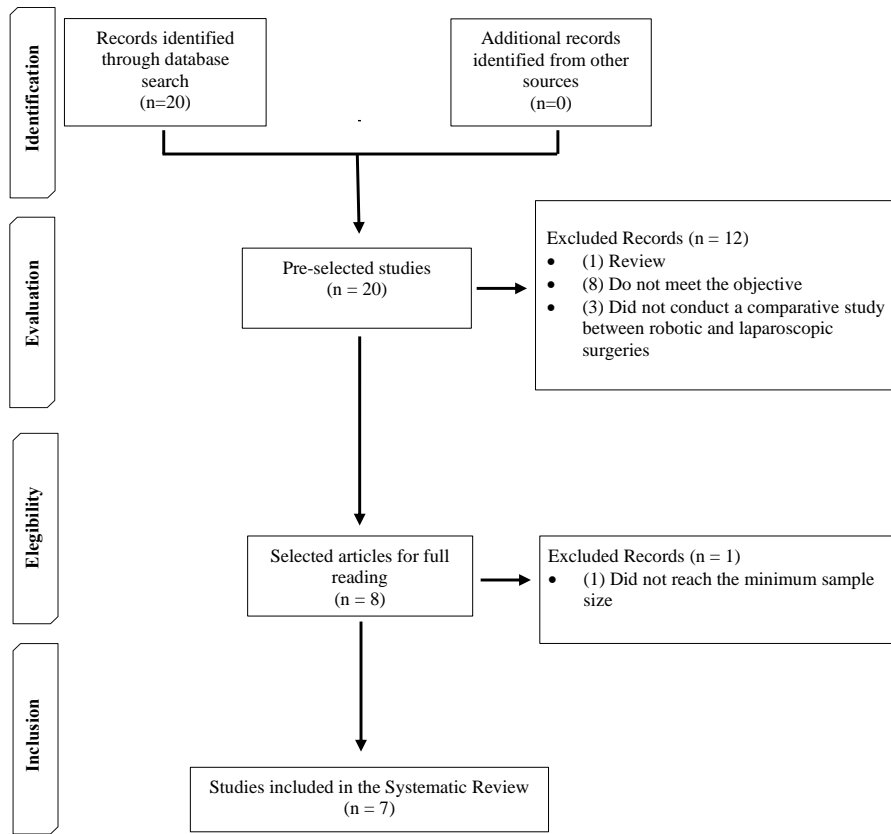 Identification
Records identified
through database
search
(n=20)
Additional records
identified from other
sources
(n=0)
Evaluation
Pre-selected studies
(n = 20)
Excluded Records (n = 12)
• (1) Review
• (8) Do not meet the objective
• (3) Did not conduct a comparative study
between robotic and laparoscopic
surgeries
Elegibility
Selected articles for full
reading
(n = 8)
Excluded Records (n = 1)
• (1) Did not reach the minimum sample
size
Inclusion
Studies included in the Systematic Review
(n = 7)